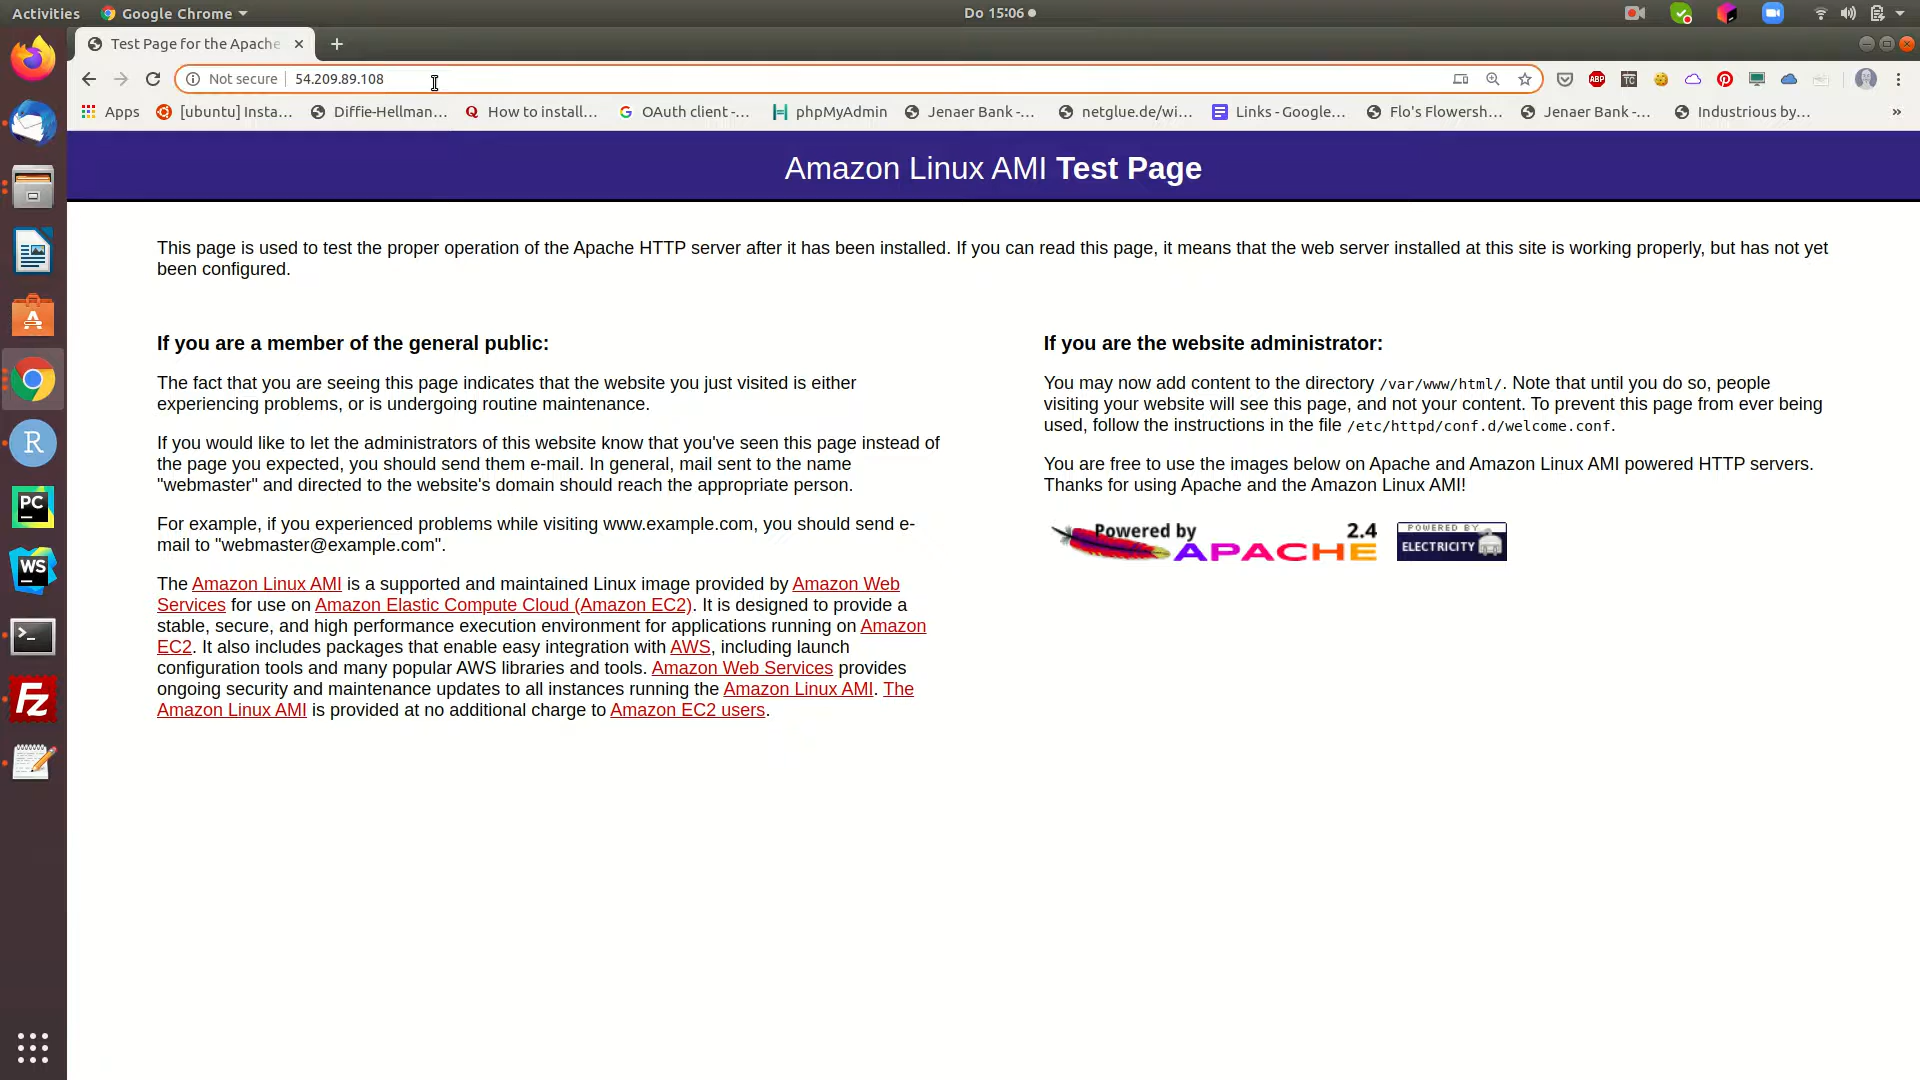 Activities
Google Chrome
Do 15:06
Test Page for the Apache
Not secure
54.209.89.108
ABP
TC
Apps
[ubuntu] Insta...
Diffie-Hellman...
How to install...
OAuth client -...
phpMyAdmin
Jenaer Bank -...
netglue.de/wi...
Links - Google...
Flo's Flowersh...
Jenaer Bank -...
Industrious by...
»
Amazon Linux AMI Test Page
This page is used to test the proper operation of the Apache HTTP server after it has been installed. If you can read this page, it means that the web server installed at this site is working properly, but has not yet
been configured.
If you are a member of the general public:
The fact that you are seeing this page indicates that the website you just visited is either
experiencing problems, or is undergoing routine maintenance.
If you would like to let the administrators of this website know that you've seen this page instead of
the page you expected, you should send them e-mail. In general, mail sent to the name
"webmaster" and directed to the website's domain should reach the appropriate person.
For example, if you experienced problems while visiting www.example.com, you should send e-
mail to "webmaster@example.com".
The Amazon Linux AMI is a supported and maintained Linux image provided by Amazon Web
Services for use on Amazon Elastic Compute Cloud (Amazon EC2). It is designed to provide a
stable, secure, and high performance execution environment for applications running on Amazon
EC2. It also includes packages that enable easy integration with AWS, including launch
configuration tools and many popular AWS libraries and tools. Amazon Web Services provides
ongoing security and maintenance updates to all instances running the Amazon Linux AMI. The
Amazon Linux AMI is provided at no additional charge to Amazon EC2 users.
If you are the website administrator:
You may now add content to the directory /var/www/html/. Note that until you do so, people
visiting your website will see this page, and not your content. To prevent this page from ever being
used, follow the instructions in the file /etc/httpd/conf.d/welcome.conf.
You are free to use the images below on Apache and Amazon Linux AMI powered HTTP servers.
Thanks for using Apache and the Amazon Linux AMI!
Powered by 2.4
APACHE
POWERED BY
ELECTRICITY
R
PC
WS
>_
Fz